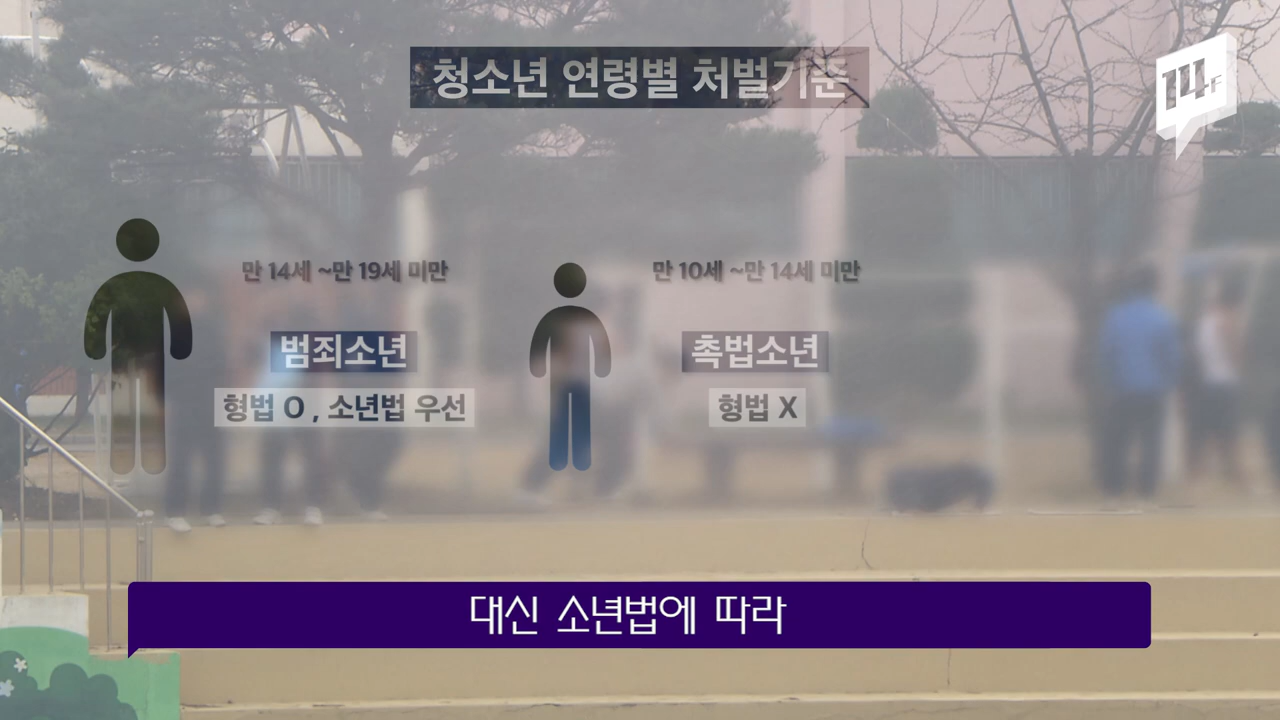 청소년 연령별 처벌기준
14F
만 14세 ~만 19세 미만
범죄소년
형법 O , 소년법 우선
만 10세 ~만 14세 미만
촉법소년
형법 X
대신 소년법에 따라